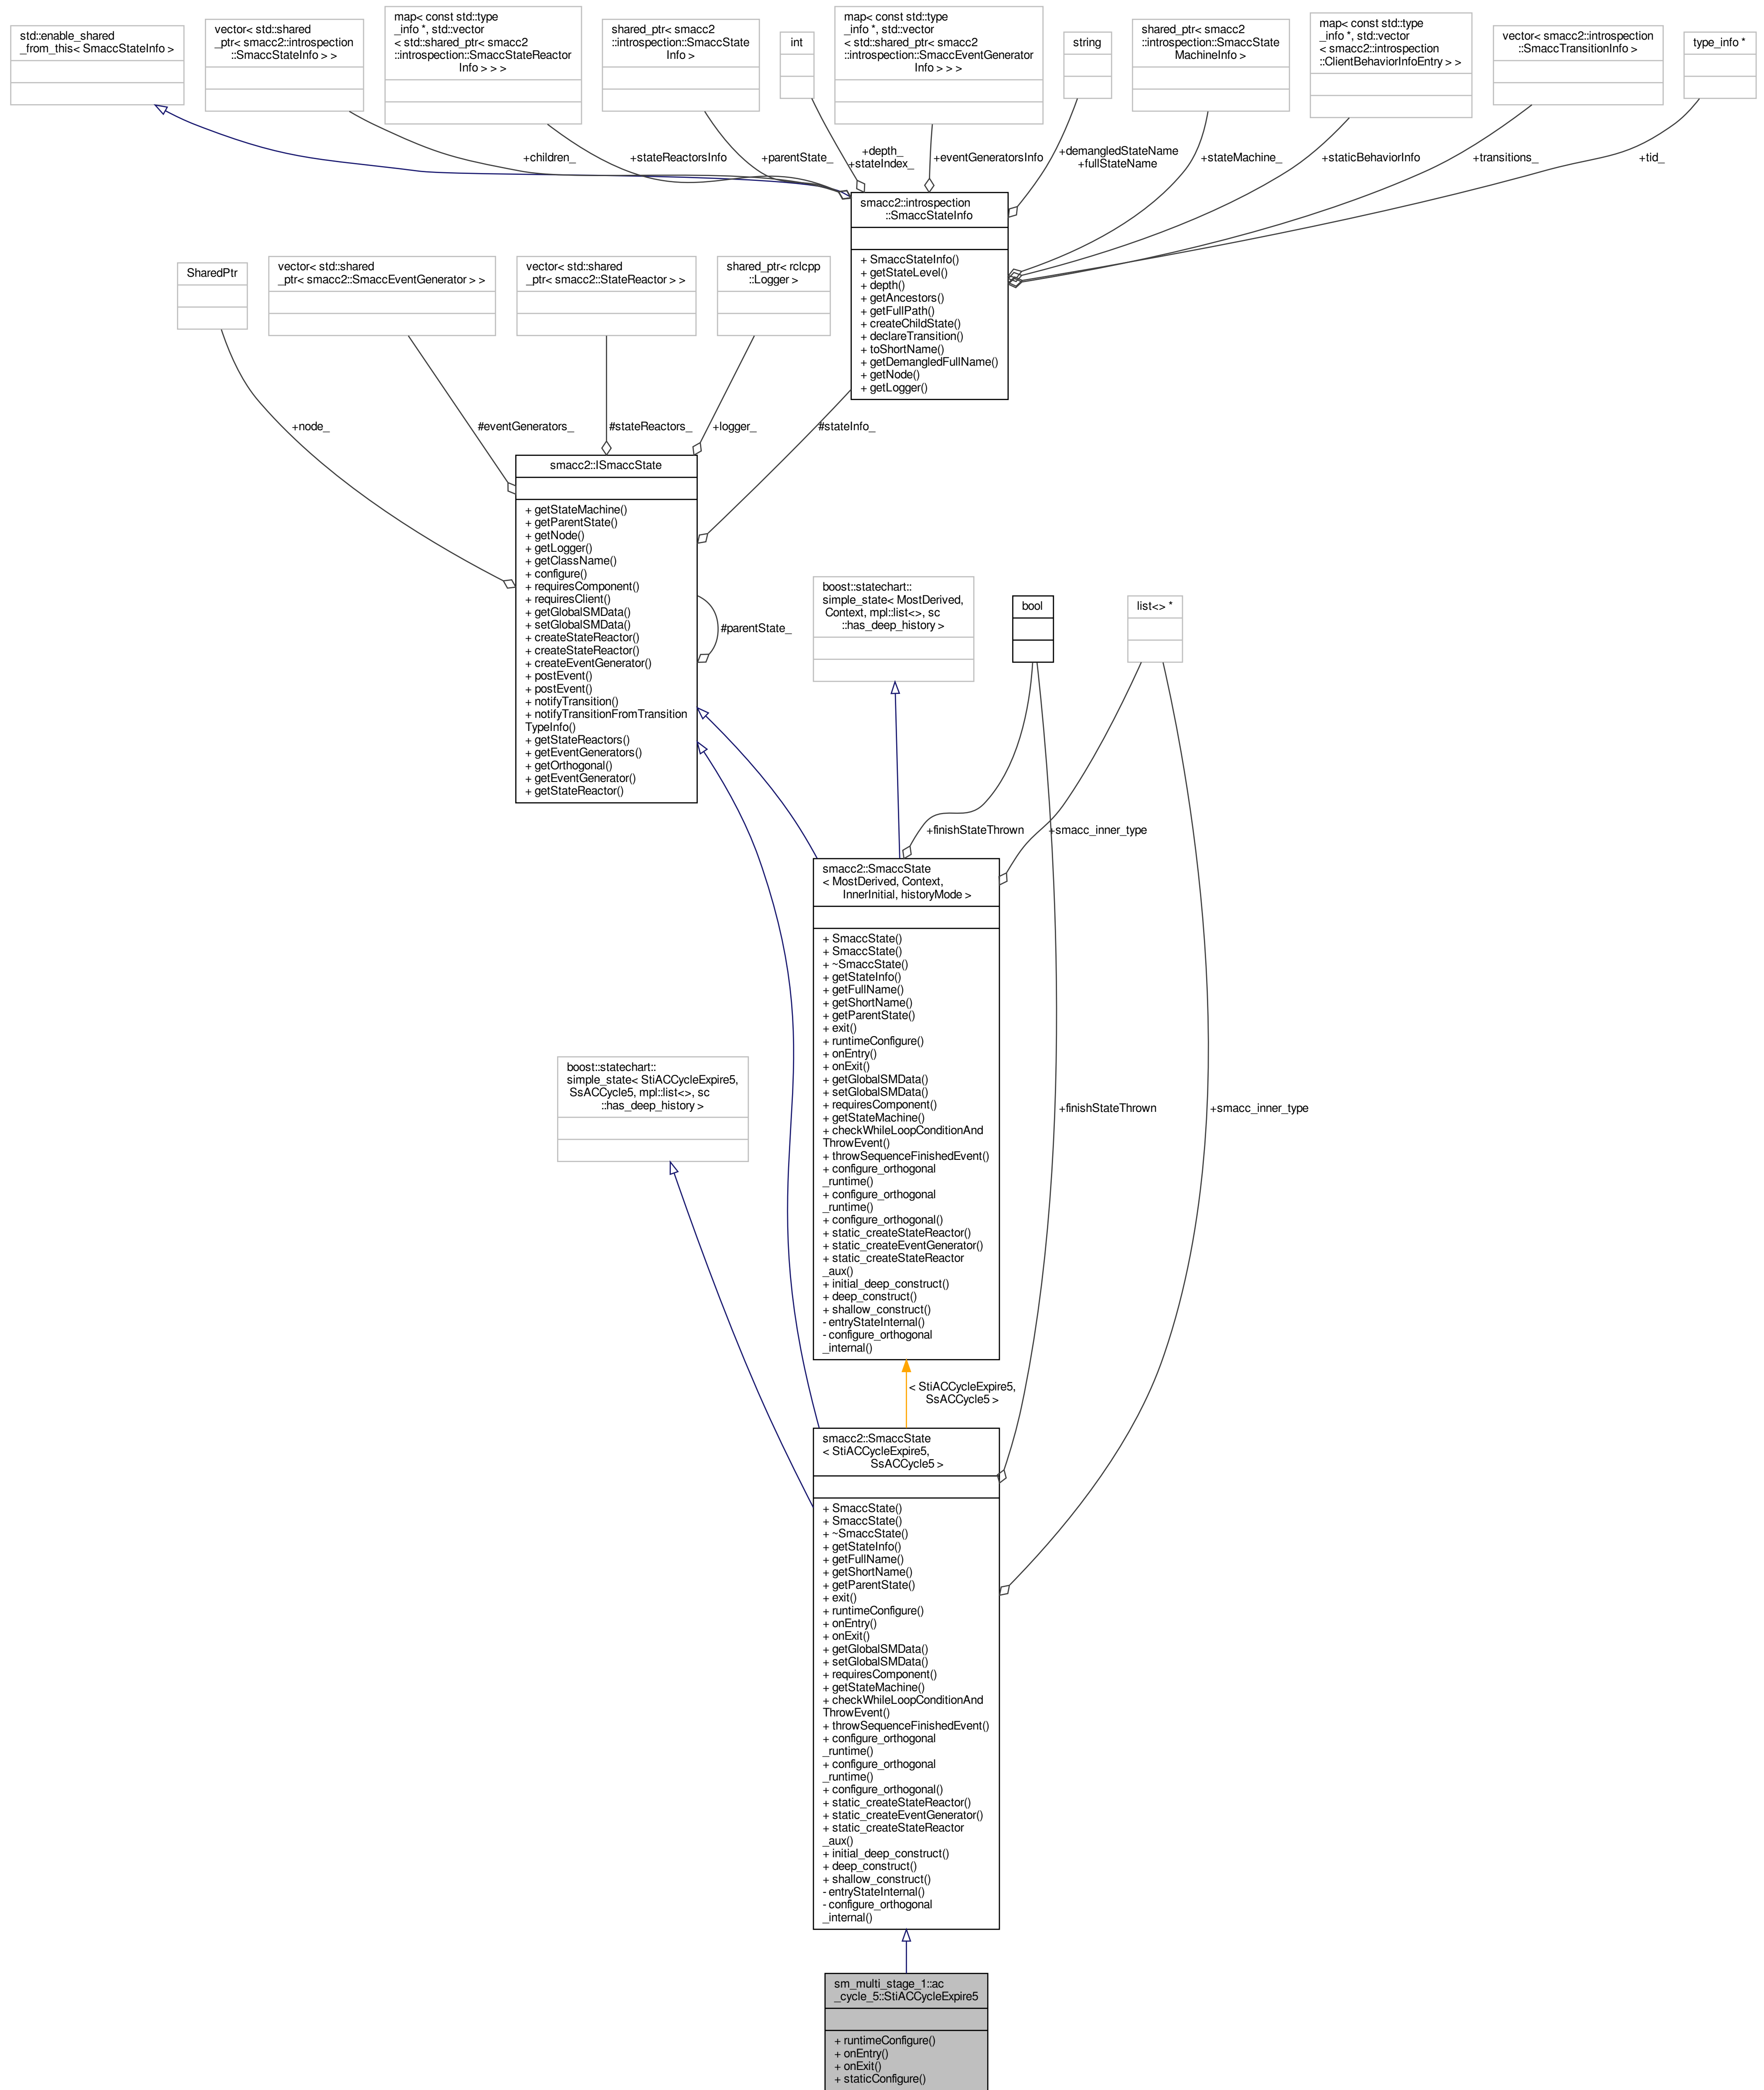 std::enable_shared
_from_this< SmaccStateInfo >
vector< std::shared
_ptr< smacc2::introspection
::SmaccStateInfo > >
map< const std::type
_info *, std::vector
< std::shared_ptr< smacc2
::introspection::SmaccStateReactor
Info > > >
shared_ptr< smacc2
::introspection::SmaccState
Info >
int
map< const std::type
_info *, std::vector
< std::shared_ptr< smacc2
::introspection::SmaccEventGenerator
Info > > >
string
shared_ptr< smacc2
::introspection::SmaccState
MachineInfo >
map< const std::type
_info *, std::vector
< smacc2::introspection
::ClientBehaviorInfoEntry > >
vector< smacc2::introspection
::SmaccTransitionInfo >
type_info *
+children_
+stateReactorsInfo
+parentState_
+depth_
+stateIndex_
+eventGeneratorsInfo
+demangledStateName
+fullStateName
+stateMachine_
+staticBehaviorInfo
+transitions_
+tid_
smacc2::introspection
::SmaccStateInfo
+ SmaccStateInfo()
+ getStateLevel()
+ depth()
+ getAncestors()
+ getFullPath()
+ createChildState()
+ declareTransition()
+ toShortName()
+ getDemangledFullName()
+ getNode()
+ getLogger()
SharedPtr
vector< std::shared
_ptr< smacc2::SmaccEventGenerator > >
vector< std::shared
_ptr< smacc2::StateReactor > >
shared_ptr< rclcpp
::Logger >
+node_
#eventGenerators_
#stateReactors_
+logger_
#stateInfo_
smacc2::ISmaccState
+ getStateMachine()
+ getParentState()
+ getNode()
+ getLogger()
+ getClassName()
+ configure()
+ requiresComponent()
+ requiresClient()
+ getGlobalSMData()
+ setGlobalSMData()
+ createStateReactor()
+ createStateReactor()
+ createEventGenerator()
+ postEvent()
+ postEvent()
+ notifyTransition()
+ notifyTransitionFromTransition
TypeInfo()
+ getStateReactors()
+ getEventGenerators()
+ getOrthogonal()
+ getEventGenerator()
+ getStateReactor()
#parentState_
boost::statechart::
simple_state< MostDerived,
Context, mpl::list<>, sc
::has_deep_history >
bool
list<> *
+finishStateThrown
+smacc_inner_type
smacc2::SmaccState
< MostDerived, Context,
InnerInitial, historyMode >
+ SmaccState()
+ SmaccState()
+ ~SmaccState()
+ getStateInfo()
+ getFullName()
+ getShortName()
+ getParentState()
+ exit()
+ runtimeConfigure()
+ onEntry()
+ onExit()
+ getGlobalSMData()
+ setGlobalSMData()
+ requiresComponent()
+ getStateMachine()
+ checkWhileLoopConditionAnd
ThrowEvent()
+ throwSequenceFinishedEvent()
+ configure_orthogonal
_runtime()
+ configure_orthogonal
_runtime()
+ configure_orthogonal()
+ static_createStateReactor()
+ static_createEventGenerator()
+ static_createStateReactor
_aux()
+ initial_deep_construct()
+ deep_construct()
+ shallow_construct()
- entryStateInternal()
- configure_orthogonal
_internal()
boost::statechart::
simple_state< StiACCycleExpire5,
SsACCycle5, mpl::list<>, sc
::has_deep_history >
+finishStateThrown
+smacc_inner_type
< StiACCycleExpire5,
SsACCycle5 >
smacc2::SmaccState
< StiACCycleExpire5,
SsACCycle5 >
+ SmaccState()
+ SmaccState()
+ ~SmaccState()
+ getStateInfo()
+ getFullName()
+ getShortName()
+ getParentState()
+ exit()
+ runtimeConfigure()
+ onEntry()
+ onExit()
+ getGlobalSMData()
+ setGlobalSMData()
+ requiresComponent()
+ getStateMachine()
+ checkWhileLoopConditionAnd
ThrowEvent()
+ throwSequenceFinishedEvent()
+ configure_orthogonal
_runtime()
+ configure_orthogonal
_runtime()
+ configure_orthogonal()
+ static_createStateReactor()
+ static_createEventGenerator()
+ static_createStateReactor
_aux()
+ initial_deep_construct()
+ deep_construct()
+ shallow_construct()
- entryStateInternal()
- configure_orthogonal
_internal()
sm_multi_stage_1::ac
_cycle_5::StiACCycleExpire5
+ runtimeConfigure()
+ onEntry()
+ onExit()
+ staticConfigure()